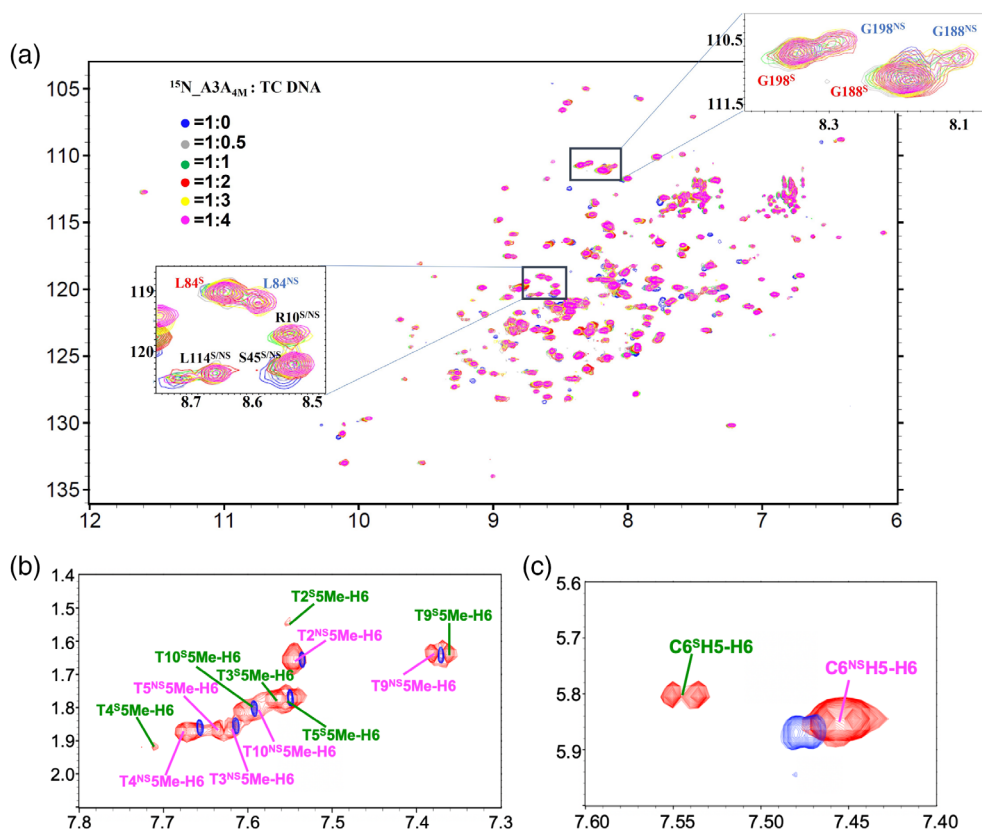 (a)
¹⁵N_A3A₄M : TC DNA
=1:0
=1:0.5
=1:1
=1:2
=1:3
=1:4
105
110
115
120
125
130
135
12
11
10
9
8
7
6
110.5
111.5
8.3
8.1
G198ᴺˢ
G188ᴺˢ
G198ˢ
G188ˢ
119
120
8.7
8.6
8.5
L84ˢ
L84ᴺˢ
R10ˢ/ᴺˢ
L114ˢ/ᴺˢ
S45ˢ/ᴺˢ
(b)
1.4
1.5
1.6
1.7
1.8
1.9
2.0
7.8
7.7
7.6
7.5
7.4
7.3
T2ˢ5Me-H6
T9ˢ5Me-H6
T2ᴺˢ5Me-H6
T10ˢ5Me-H6
T3ˢ5Me-H6
T5ᴺˢ5Me-H6
T9ᴺˢ5Me-H6
T4ˢ5Me-H6
T5ˢ5Me-H6
T10ᴺˢ5Me-H6
T4ᴺˢ5Me-H6
T3ᴺˢ5Me-H6
(c)
5.6
5.7
5.8
5.9
7.60
7.55
7.50
7.45
7.40
C6ˢH5-H6
C6ᴺˢH5-H6